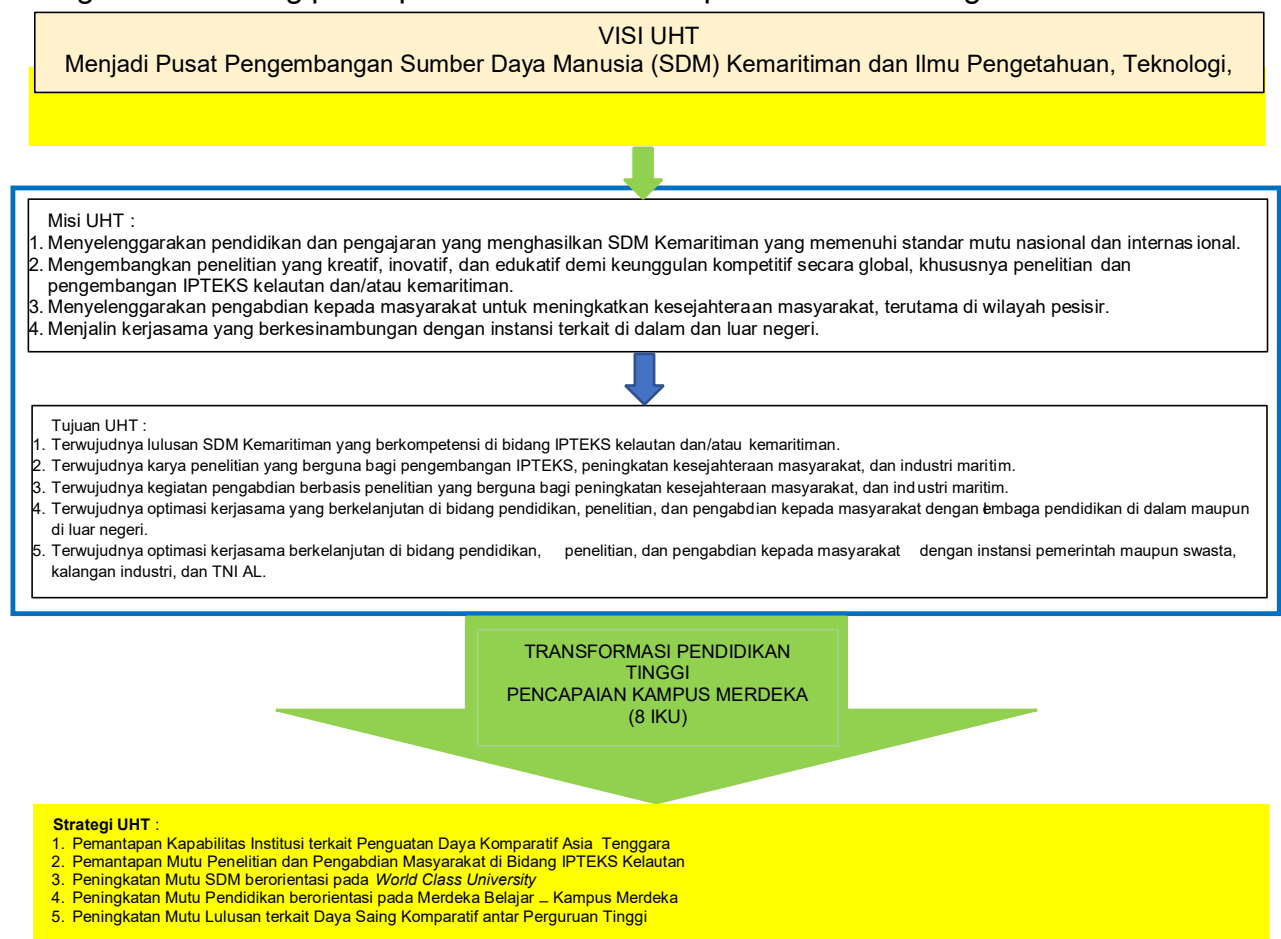 VISI UHT
Menjadi Pusat Pengembangan Sumber Daya Manusia (SDM) Kemaritiman dan Ilmu Pengetahuan, Teknologi,
Misi UHT :
1. Menyelenggarakan pendidikan dan pengajaran yang menghasilkan SDM Kemaritiman yang memenuhi standar mutu nasional dan internasional.
2. Mengembangkan penelitian yang kreatif, inovatif, dan edukatif demi keunggulan kompetitif secara global, khususnya penelitian dan
pengembangan IPTEKS kelautan dan/atau kemaritiman.
3. Menyelenggarakan pengabdian kepada masyarakat untuk meningkatkan kesejahteraan masyarakat, terutama di wilayah pesisir.
4. Menjalin kerjasama yang berkesinambungan dengan instansi terkait di dalam dan luar negeri.
Tujuan UHT :
1. Terwujudnya lulusan SDM Kemaritiman yang berkompetensi di bidang IPTEKS kelautan dan/atau kemaritiman.
2. Terwujudnya karya penelitian yang berguna bagi pengembangan IPTEKS, peningkatan kesejahteraan masyarakat, dan industri maritim.
3. Terwujudnya kegiatan pengabdian berbasis penelitian yang berguna bagi peningkatan kesejahteraan masyarakat, dan industri maritim.
4. Terwujudnya optimasi kerjasama yang berkelanjutan di bidang pendidikan, penelitian, dan pengabdian kepada masyarakat dengan lembaga pendidikan di dalam maupun
di luar negeri.
5. Terwujudnya optimasi kerjasama berkelanjutan di bidang pendidikan, penelitian, dan pengabdian kepada masyarakat dengan instansi pemerintah maupun swasta,
kalangan industri, dan TNI AL.
TRANSFORMASI PENDIDIKAN
TINGGI
PENCAPAIAN KAMPUS MERDEKA
(8 IKU)
Strategi UHT :
1. Pemantapan Kapabilitas Institusi terkait Penguatan Daya Komparatif Asia Tenggara
2. Pemantapan Mutu Penelitian dan Pengabdian Masyarakat di Bidang IPTEKS Kelautan
3. Peningkatan Mutu SDM berorientasi pada World Class University
4. Peningkatan Mutu Pendidikan berorientasi pada Merdeka Belajar – Kampus Merdeka
5. Peningkatan Mutu Lulusan terkait Daya Saing Komparatif antar Perguruan Tinggi